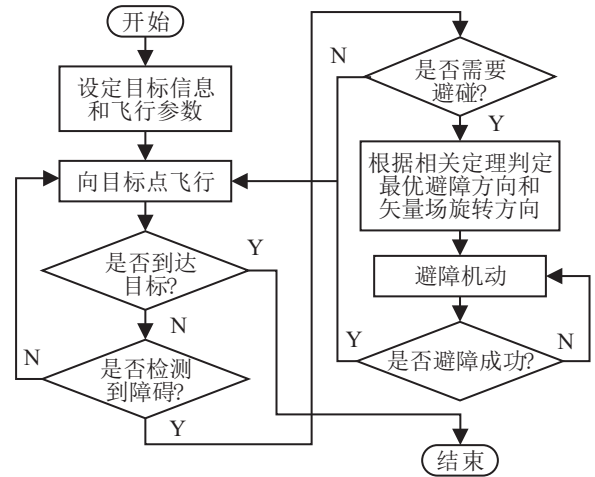 开始
设定目标信息
和飞行参数
向目标点飞行
是否到达
目标?
Y
N
是否检测
到障碍?
N
Y
是否需要
避碰?
N
Y
根据相关定理判定
最优避障方向和
矢量场旋转方向
避障机动
是否避障成功?
Y
N
结束